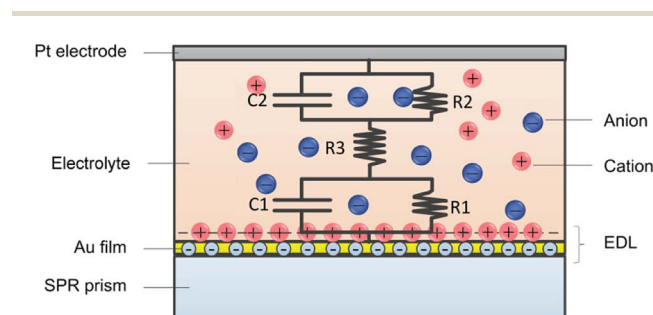 Pt electrode
C2
R2
Anion
R3
Electrolyte
Cation
C1
R1
EDL
Au film
SPR prism